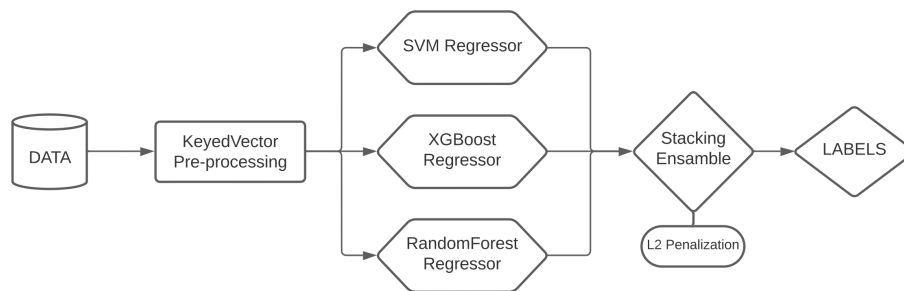 DATA
KeyedVector
Pre-processing
SVM Regressor
XGBoost
Regressor
RandomForest
Regressor
Stacking
Ensamble
L2 Penalization
LABELS